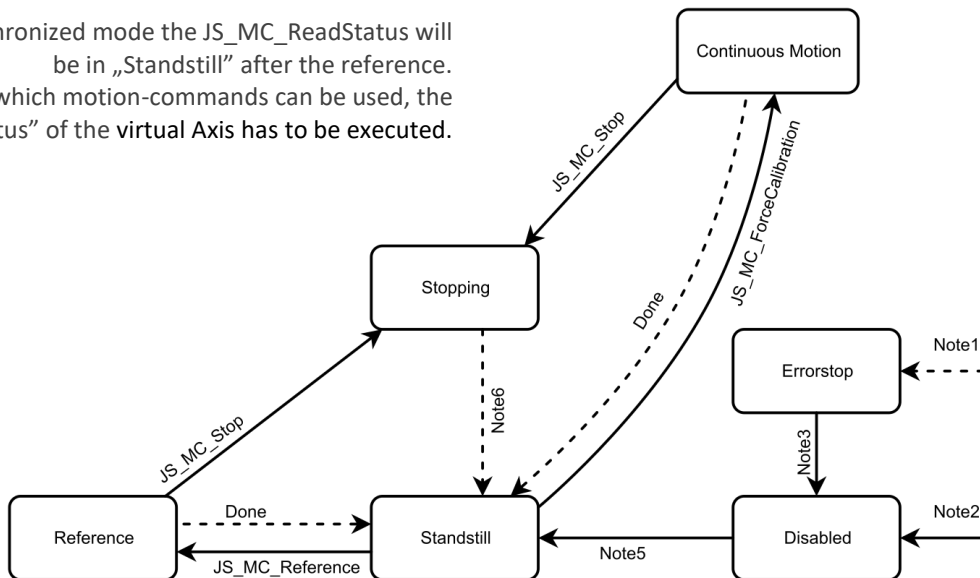 mode the JS_MC_ReadStatus will
be in „Standstill” after the reference.
which motion-commands can be used, the
of the virtual Axis has to be executed.
Continuous Motion
JS_MC_Stop
JS_MC_ForceCalibration
Stopping
Done
Note1
Errorstop
Note6
Note3
JS_MC_Stop
Note2
Done
Reference
Standstill
Disabled
Note5
JS_MC_Reference